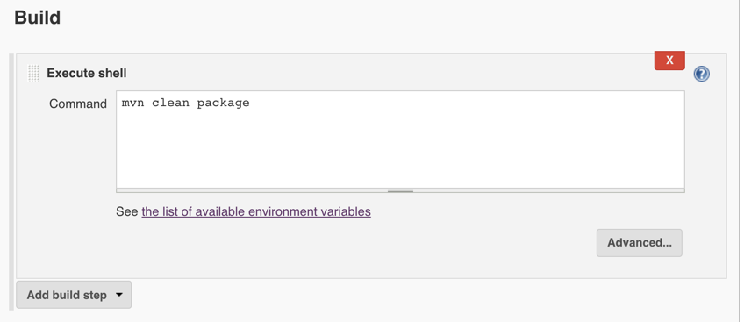 Build
X
Execute shell
?
Command mvn clean package
See the list of available environment variables
Advanced...
Add build step